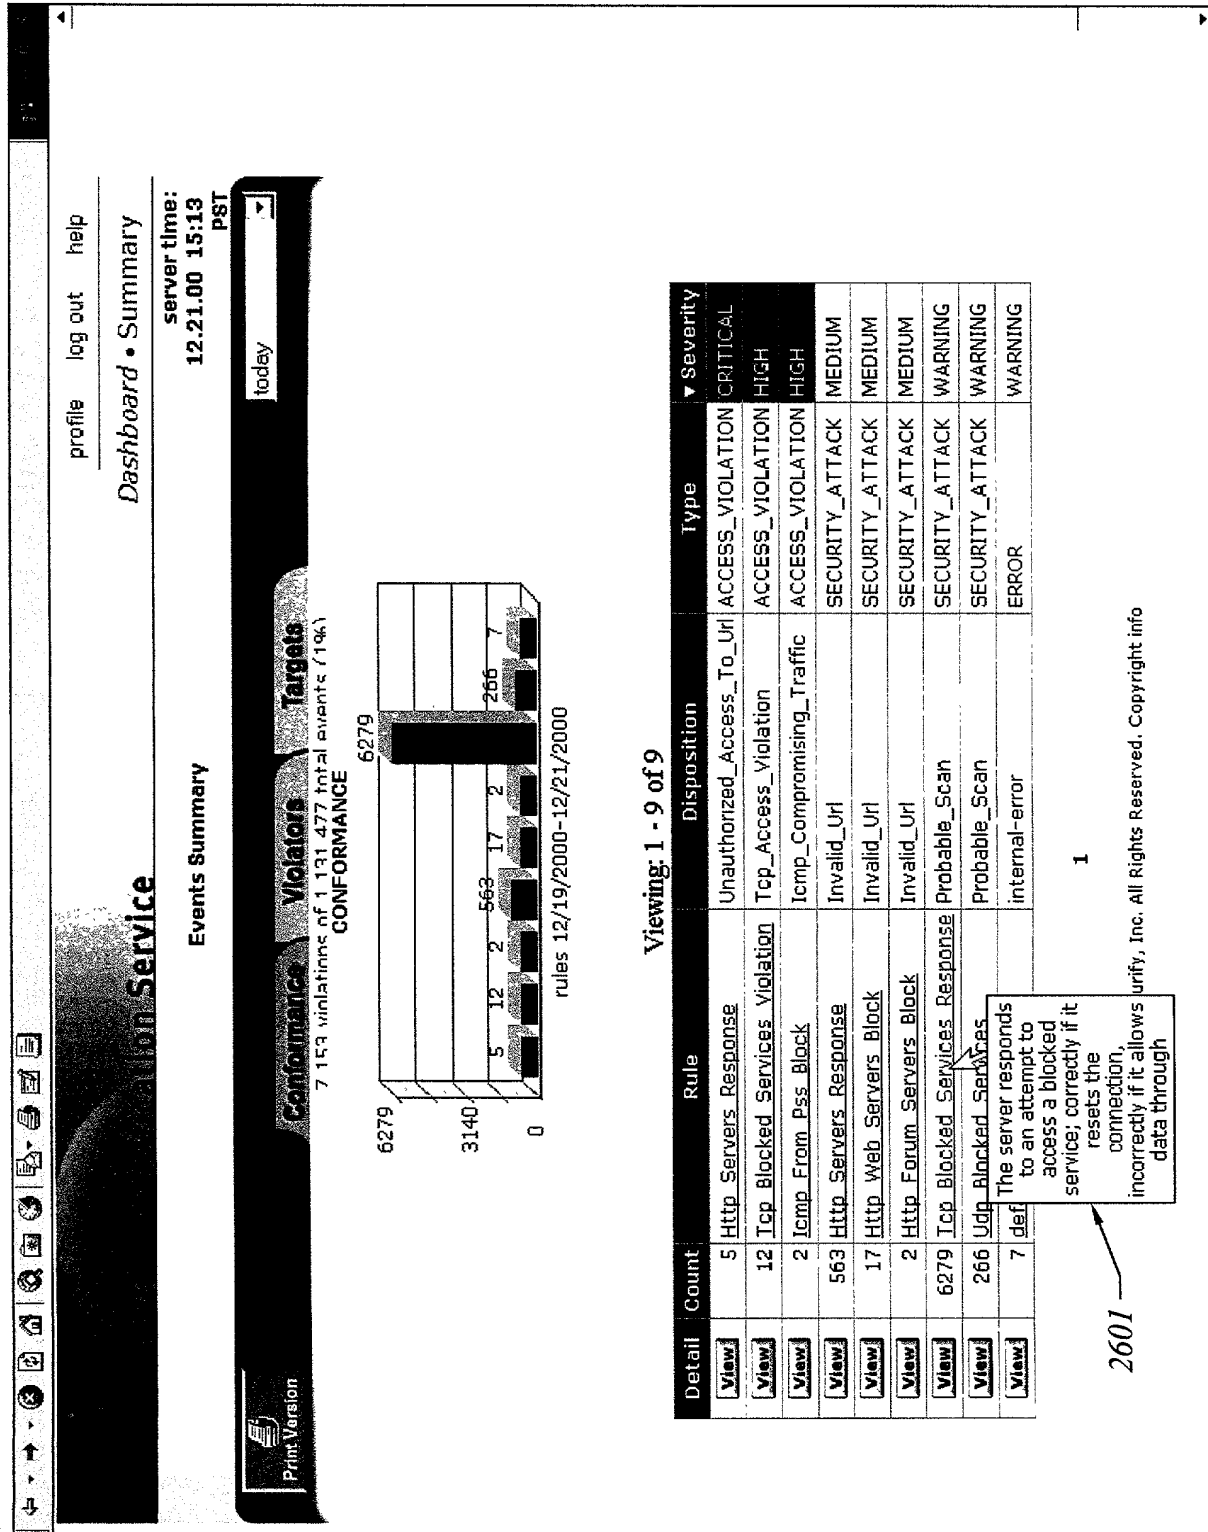 profile log out help
Service
Dashboard • Summary
Events Summary
server time:
12.21.00 15:13
PST
Print Version
Conformance Violators Targets
today
7 153 violations of 1 131 477 total events (1%)
CONFORMANCE
6279
3140
0
5 12 2 563 17 2 6279 266 7
rules 12/19/2000-12/21/2000
Viewing: 1 - 9 of 9
Detail Count Rule Disposition Type ▼ Severity
View 5 Http Servers Response Unauthorized_Access_To_Url ACCESS_VIOLATION CRITICAL
View 12 Tcp Blocked Services Violation Tcp_Access_Violation ACCESS_VIOLATION HIGH
View 2 Icmp From Pss Block Icmp_Compromising_Traffic ACCESS_VIOLATION HIGH
View 563 Http Servers Response Invalid_Url SECURITY_ATTACK MEDIUM
View 17 Http Web Servers Block Invalid_Url SECURITY_ATTACK MEDIUM
View 2 Http Forum Servers Block Invalid_Url SECURITY_ATTACK MEDIUM
View 6279 Tcp Blocked Services Response Probable_Scan SECURITY_ATTACK WARNING
View 266 Udp Blocked Services Probable_Scan SECURITY_ATTACK WARNING
View 7 def internal-error ERROR WARNING
The server responds
to an attempt to
access a blocked
service; correctly if it
resets the
connection,
incorrectly if it allows
data through
1
urify, Inc. All Rights Reserved. Copyright info
2601